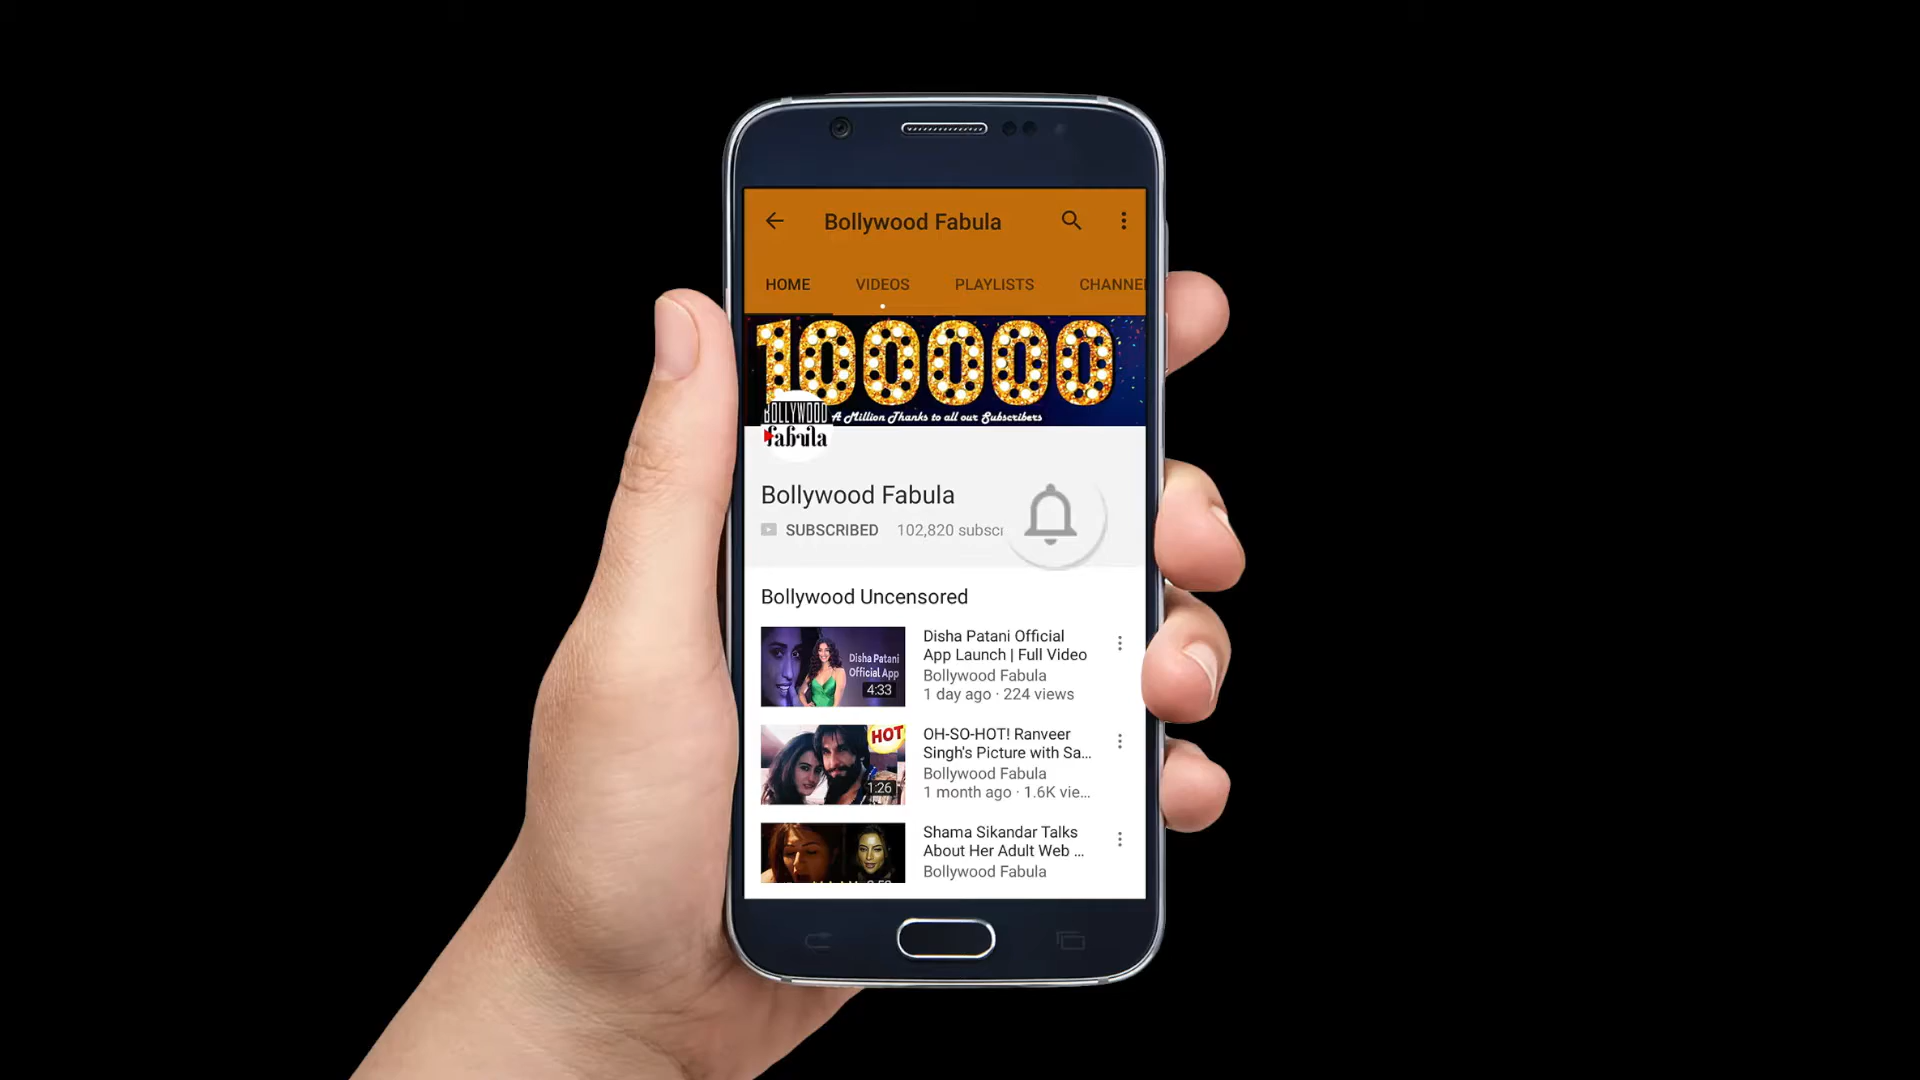 Bollywood Fabula
HOME VIDEOS PLAYLISTS CHANNEL
100000
A Million Thanks to all our Subscribers
BOLLYWOOD
fabula
Bollywood Fabula
SUBSCRIBED 102,820 subsc
Bollywood Uncensored
Disha Patani
Official App
4:33
Disha Patani Official
App Launch | Full Video
Bollywood Fabula
1 day ago · 224 views
HOT
1:26
OH-SO-HOT! Ranveer
Singh's Picture with Sa...
Bollywood Fabula
1 month ago · 1.6K vie...
Shama Sikandar Talks
About Her Adult Web ...
Bollywood Fabula